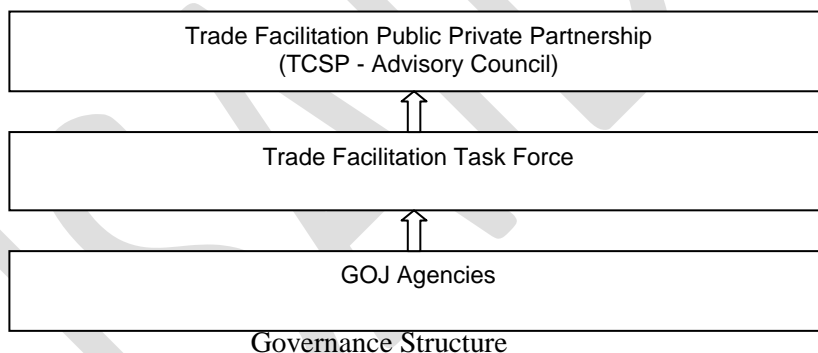 Trade Facilitation Public Private Partnership
(TCSP - Advisory Council)
Trade Facilitation Task Force
GOJ Agencies
Governance Structure